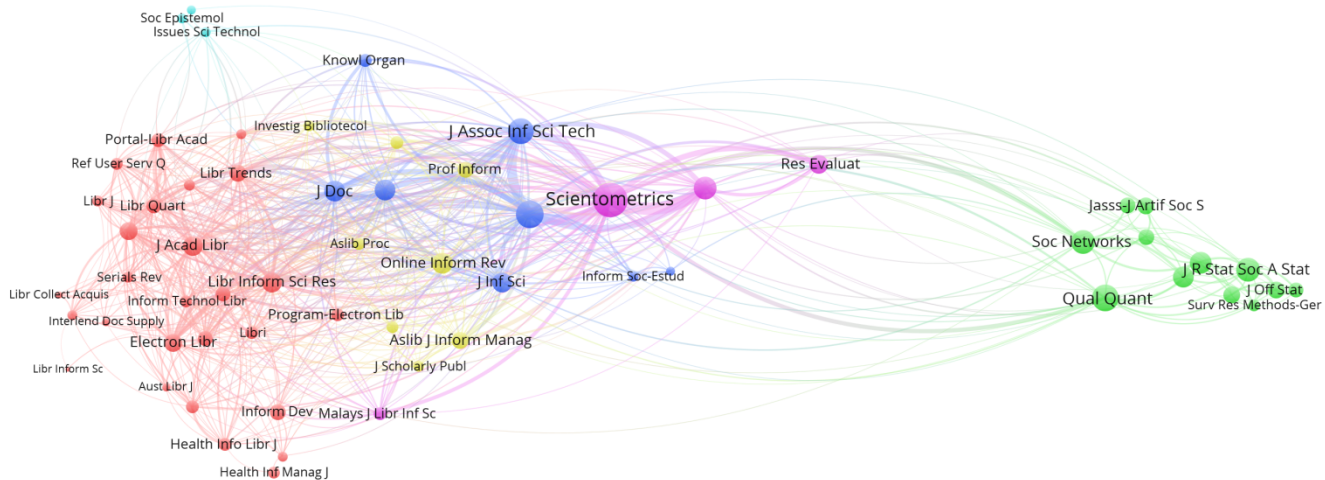 Soc Epistemol
Issues Sci Technol
Knowl Organ
Investig Bibliotecol
J Assoc Inf Sci Tech
Portal-Libr Acad
Ref User Serv Q
Libr Trends
Prof Inform
Res Evaluat
J Doc
Scientometrics
Libr J
Libr Quart
Jasss-J Artif Soc S
J Acad Libr
Aslib Proc
Soc Networks
Online Inform Rev
Serials Rev
Libr Inform Sci Res
J Inf Sci
Inform Soc-Estud
J R Stat Soc A Stat
Libr Collect Acquis
Inform Technol Libr
Qual Quant
J Off Stat
Surv Res Methods-Ger
Interlend Doc Supply
Program-Electron Lib
Electron Libr
Libri
Aslib J Inform Manag
Libr Inform Sc
J Scholarly Publ
Aust Libr J
Inform Dev
Malays J Libr Inf Sc
Health Info Libr J
Health Inf Manag J